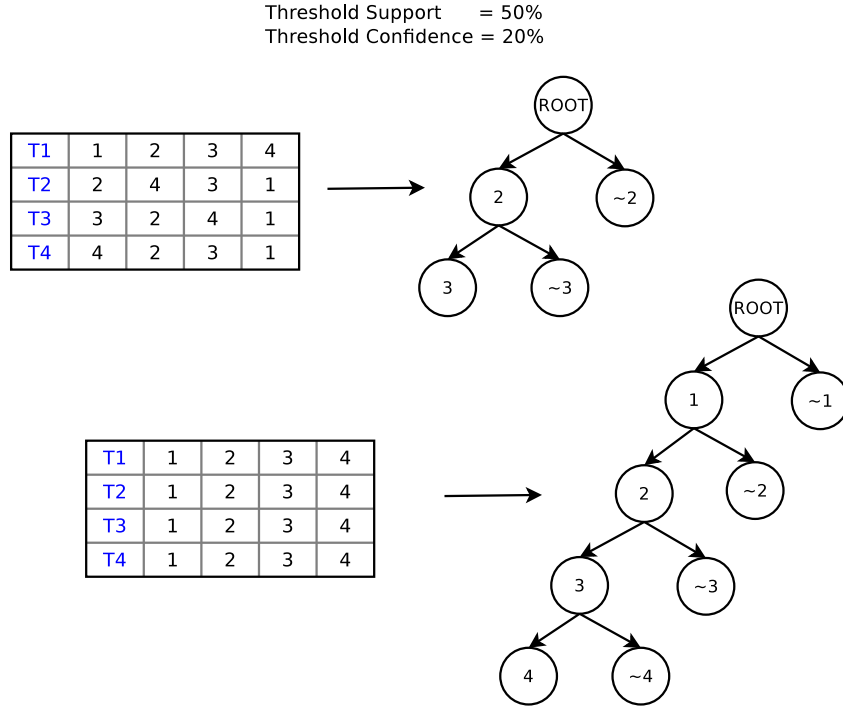 Threshold Support = 50%
Threshold Confidence = 20%
ROOT
T1 1 2 3 4
T2 2 4 3 1
T3 3 2 4 1
T4 4 2 3 1
2 ~2
3 ~3
ROOT
1 ~1
T1 1 2 3 4
T2 1 2 3 4
T3 1 2 3 4
T4 1 2 3 4
2 ~2
3 ~3
4 ~4